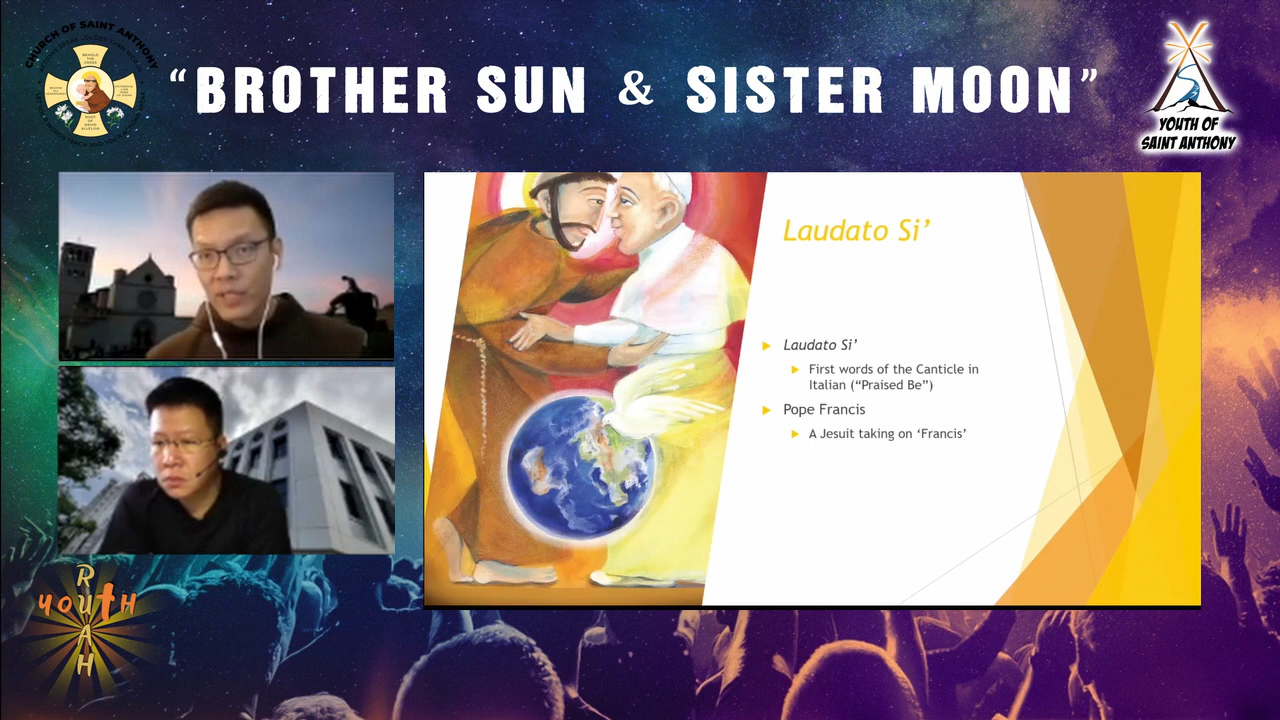 CHURCH OF SAINT ANTHONY
“BROTHER SUN & SISTER MOON”
YOUTH OF
SAINT ANTHONY
Laudato Si’
Laudato Si’
First words of the Canticle in
Italian (“Praised Be”)
Pope Francis
A Jesuit taking on ‘Francis’
YOUTH
RUAH